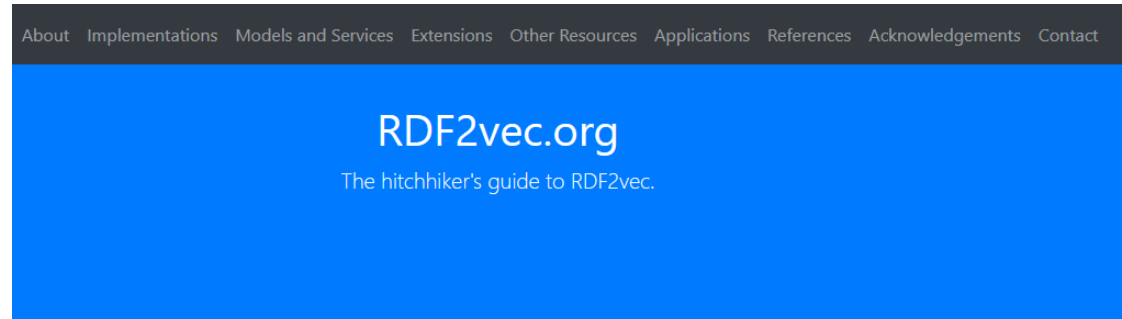 About Implementations Models and Services Extensions Other Resources Applications References Acknowledgements Contact
RDF2vec.org
The hitchhiker's guide to RDF2vec.